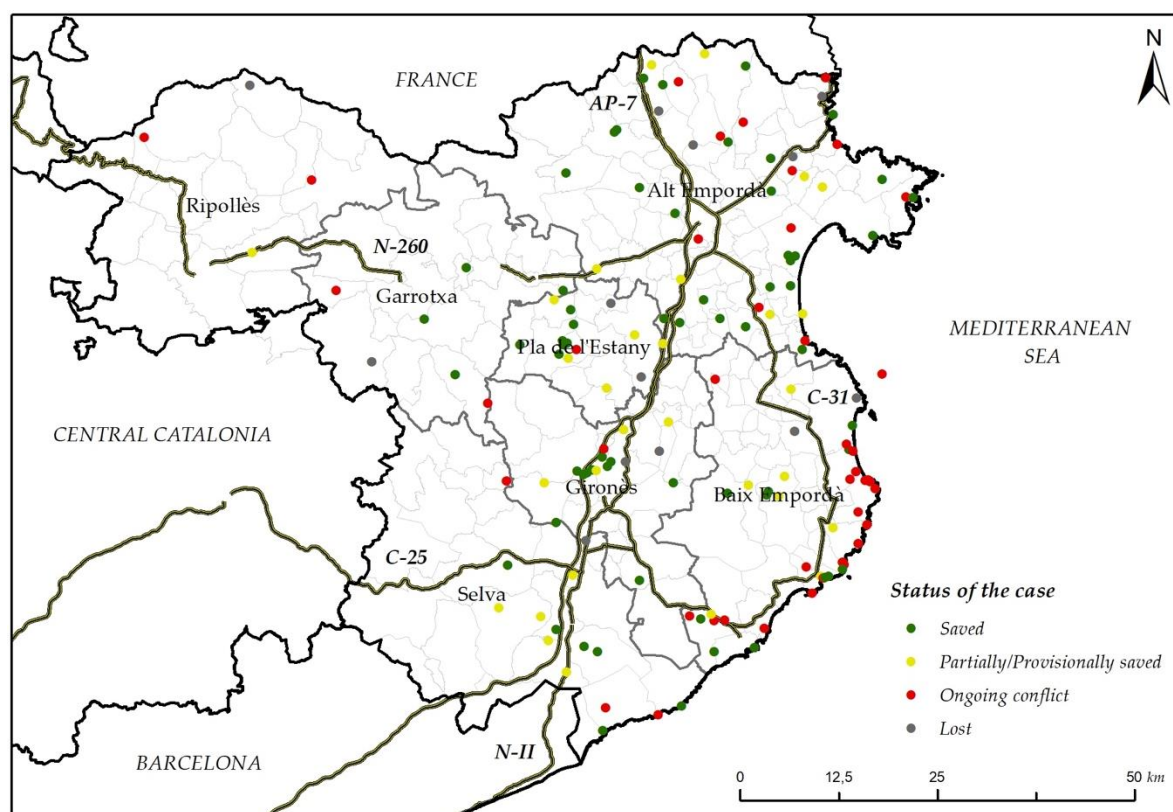 N
FRANCE
AP-7
Alt Empordà
Ripollès
N-260
Garrotxa
MEDITERRANEAN
SEA
Pla de l'Estany
C-31
CENTRAL CATALONIA
Gironès
Baix Empordà
C-25
Selva
Status of the case
Saved
Partially/Provisionally saved
Ongoing conflict
Lost
N-II
BARCELONA
0 12,5 25 50 km